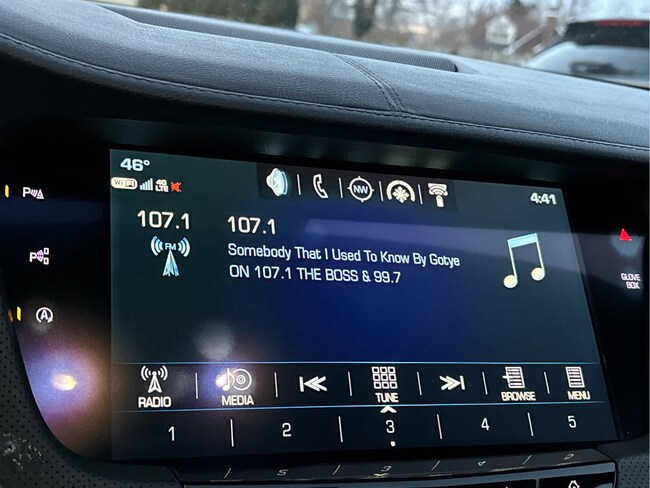 46°
WiFi 4G LTE
NW
4:41
107.1
FM
107.1
Somebody That I Used To Know By Gotye
ON 107.1 THE BOSS & 99.7
RADIO
MEDIA
TUNE
BROWSE
MENU
1 2 3 4 5
P
P
A
GLOVE
BOX